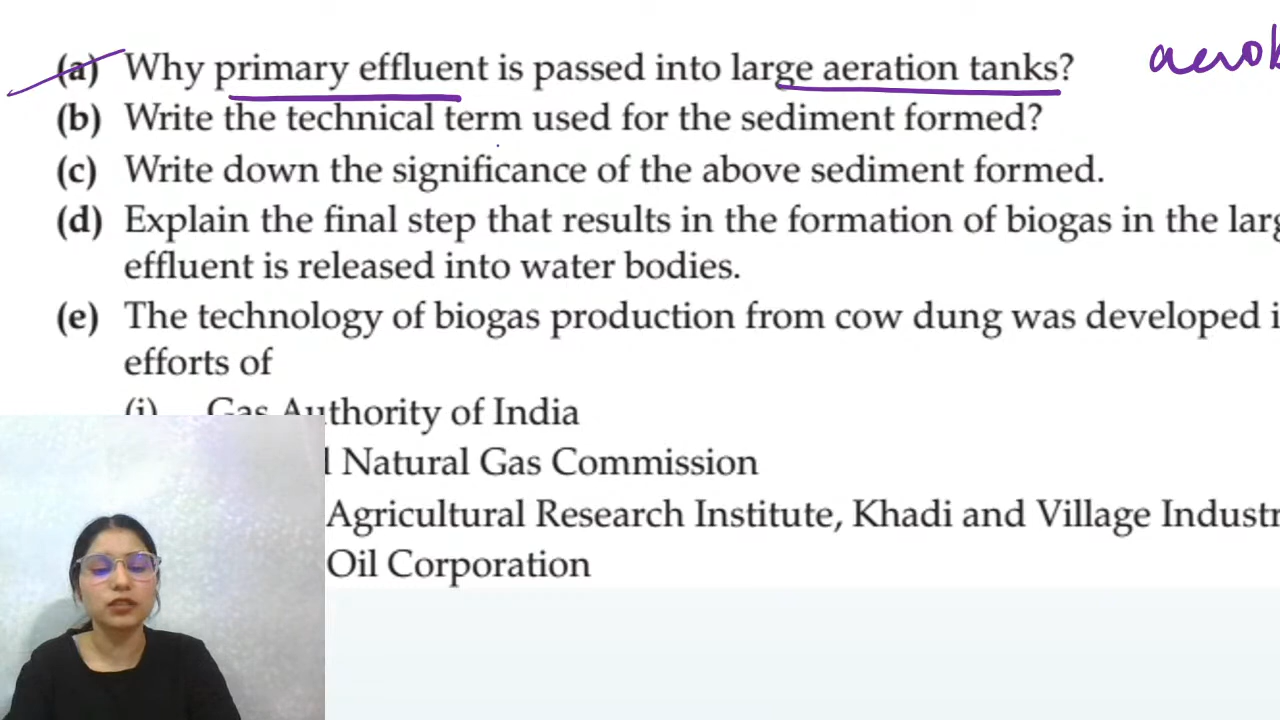 (a) Why primary effluent is passed into large aeration tanks?
(b) Write the technical term used for the sediment formed?
(c) Write down the significance of the above sediment formed.
(d) Explain the final step that results in the formation of biogas in the
effluent is released into water bodies.
(e) The technology of biogas production from cow dung was developed
efforts of
(i) Gas Authority of India
Natural Gas Commission
Agricultural Research Institute, Khadi and Village
Oil Corporation